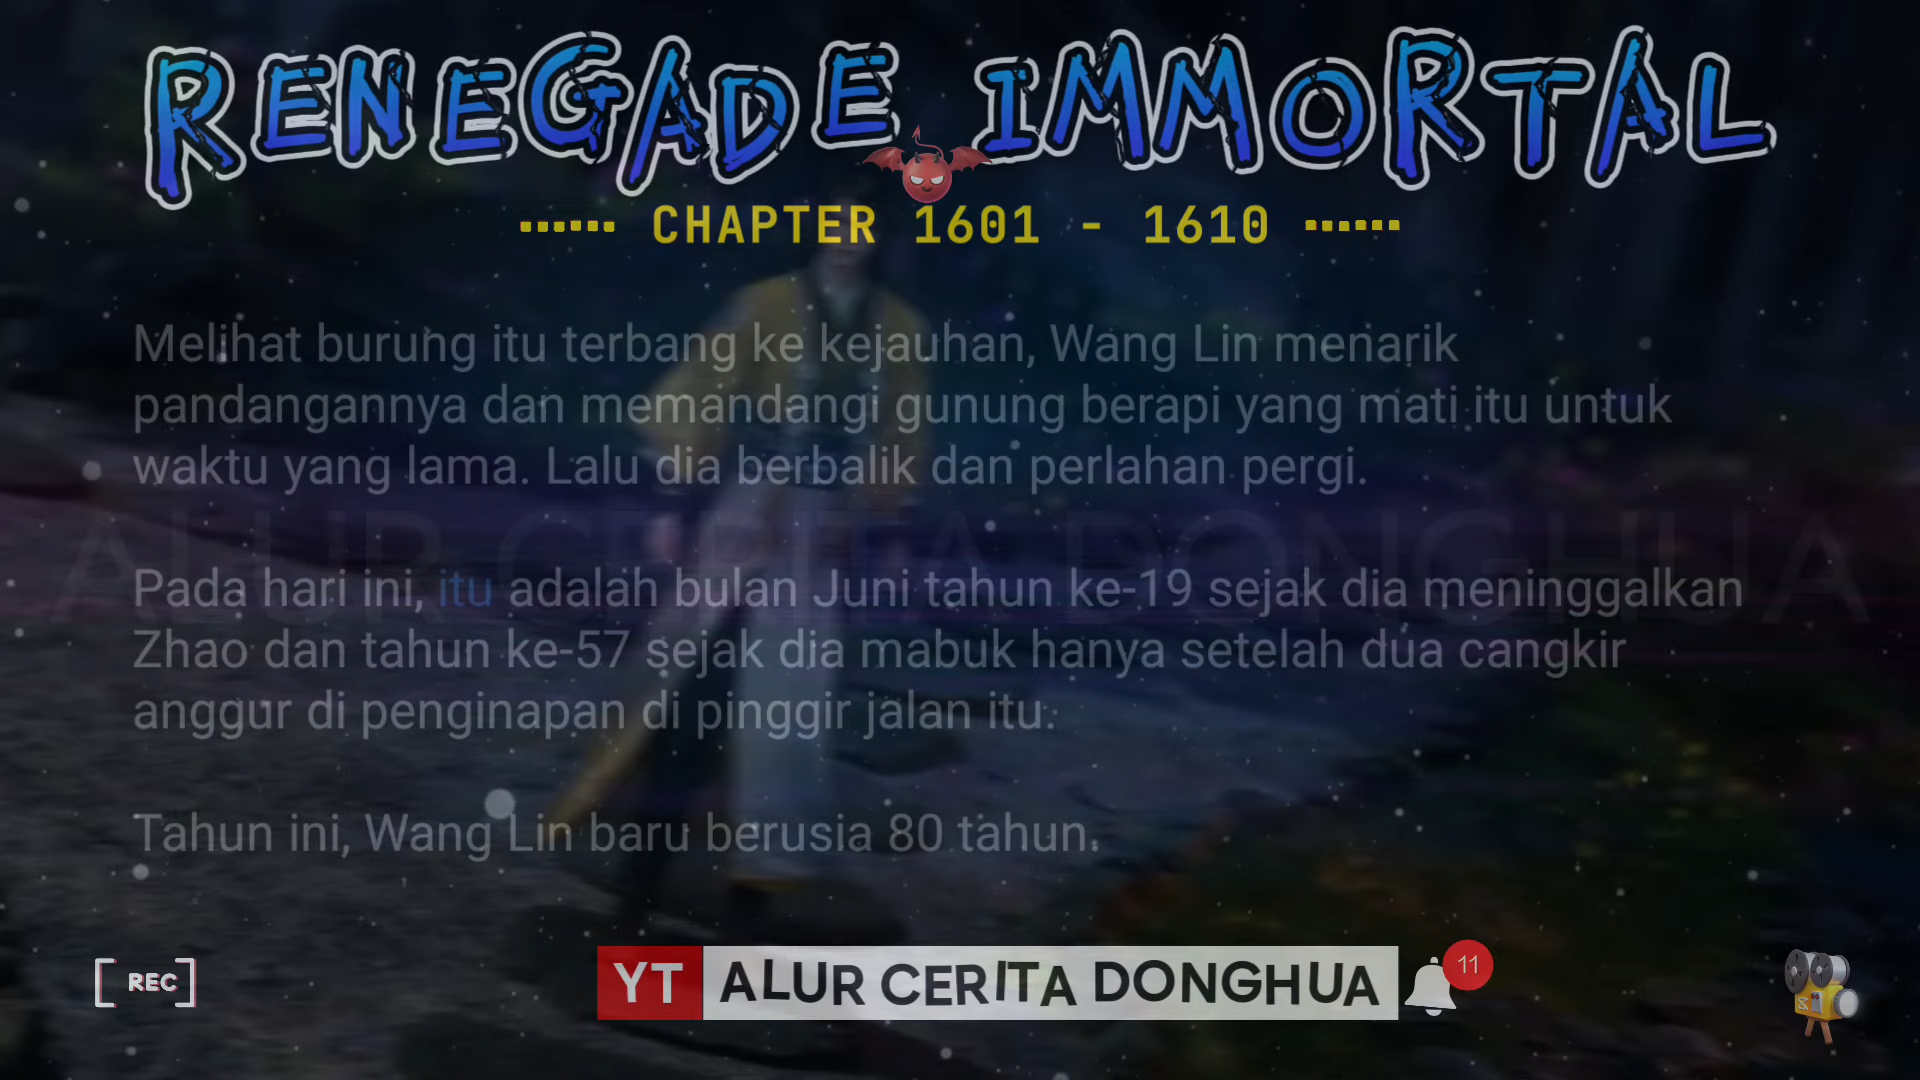 RENEGADE IMMORTAL
CHAPTER 1601 - 1610
Melihat burung itu terbang ke kejauhan, Wang Lin menarik
pandangannya dan memandangi gunung berapi yang mati itu untuk
waktu yang lama. Lalu dia berbalik dan perlahan pergi.
ALUR CERITA DONGHUA
Pada hari ini, itu adalah bulan Juni tahun ke-19 sejak dia meninggalkan
Zhao dan tahun ke-57 sejak dia mabuk hanya setelah dua cangkir
anggur di penginapan di pinggir jalan itu.
Tahun ini, Wang Lin baru berusia 80 tahun.
REC
YT ALUR CERITA DONGHUA 11